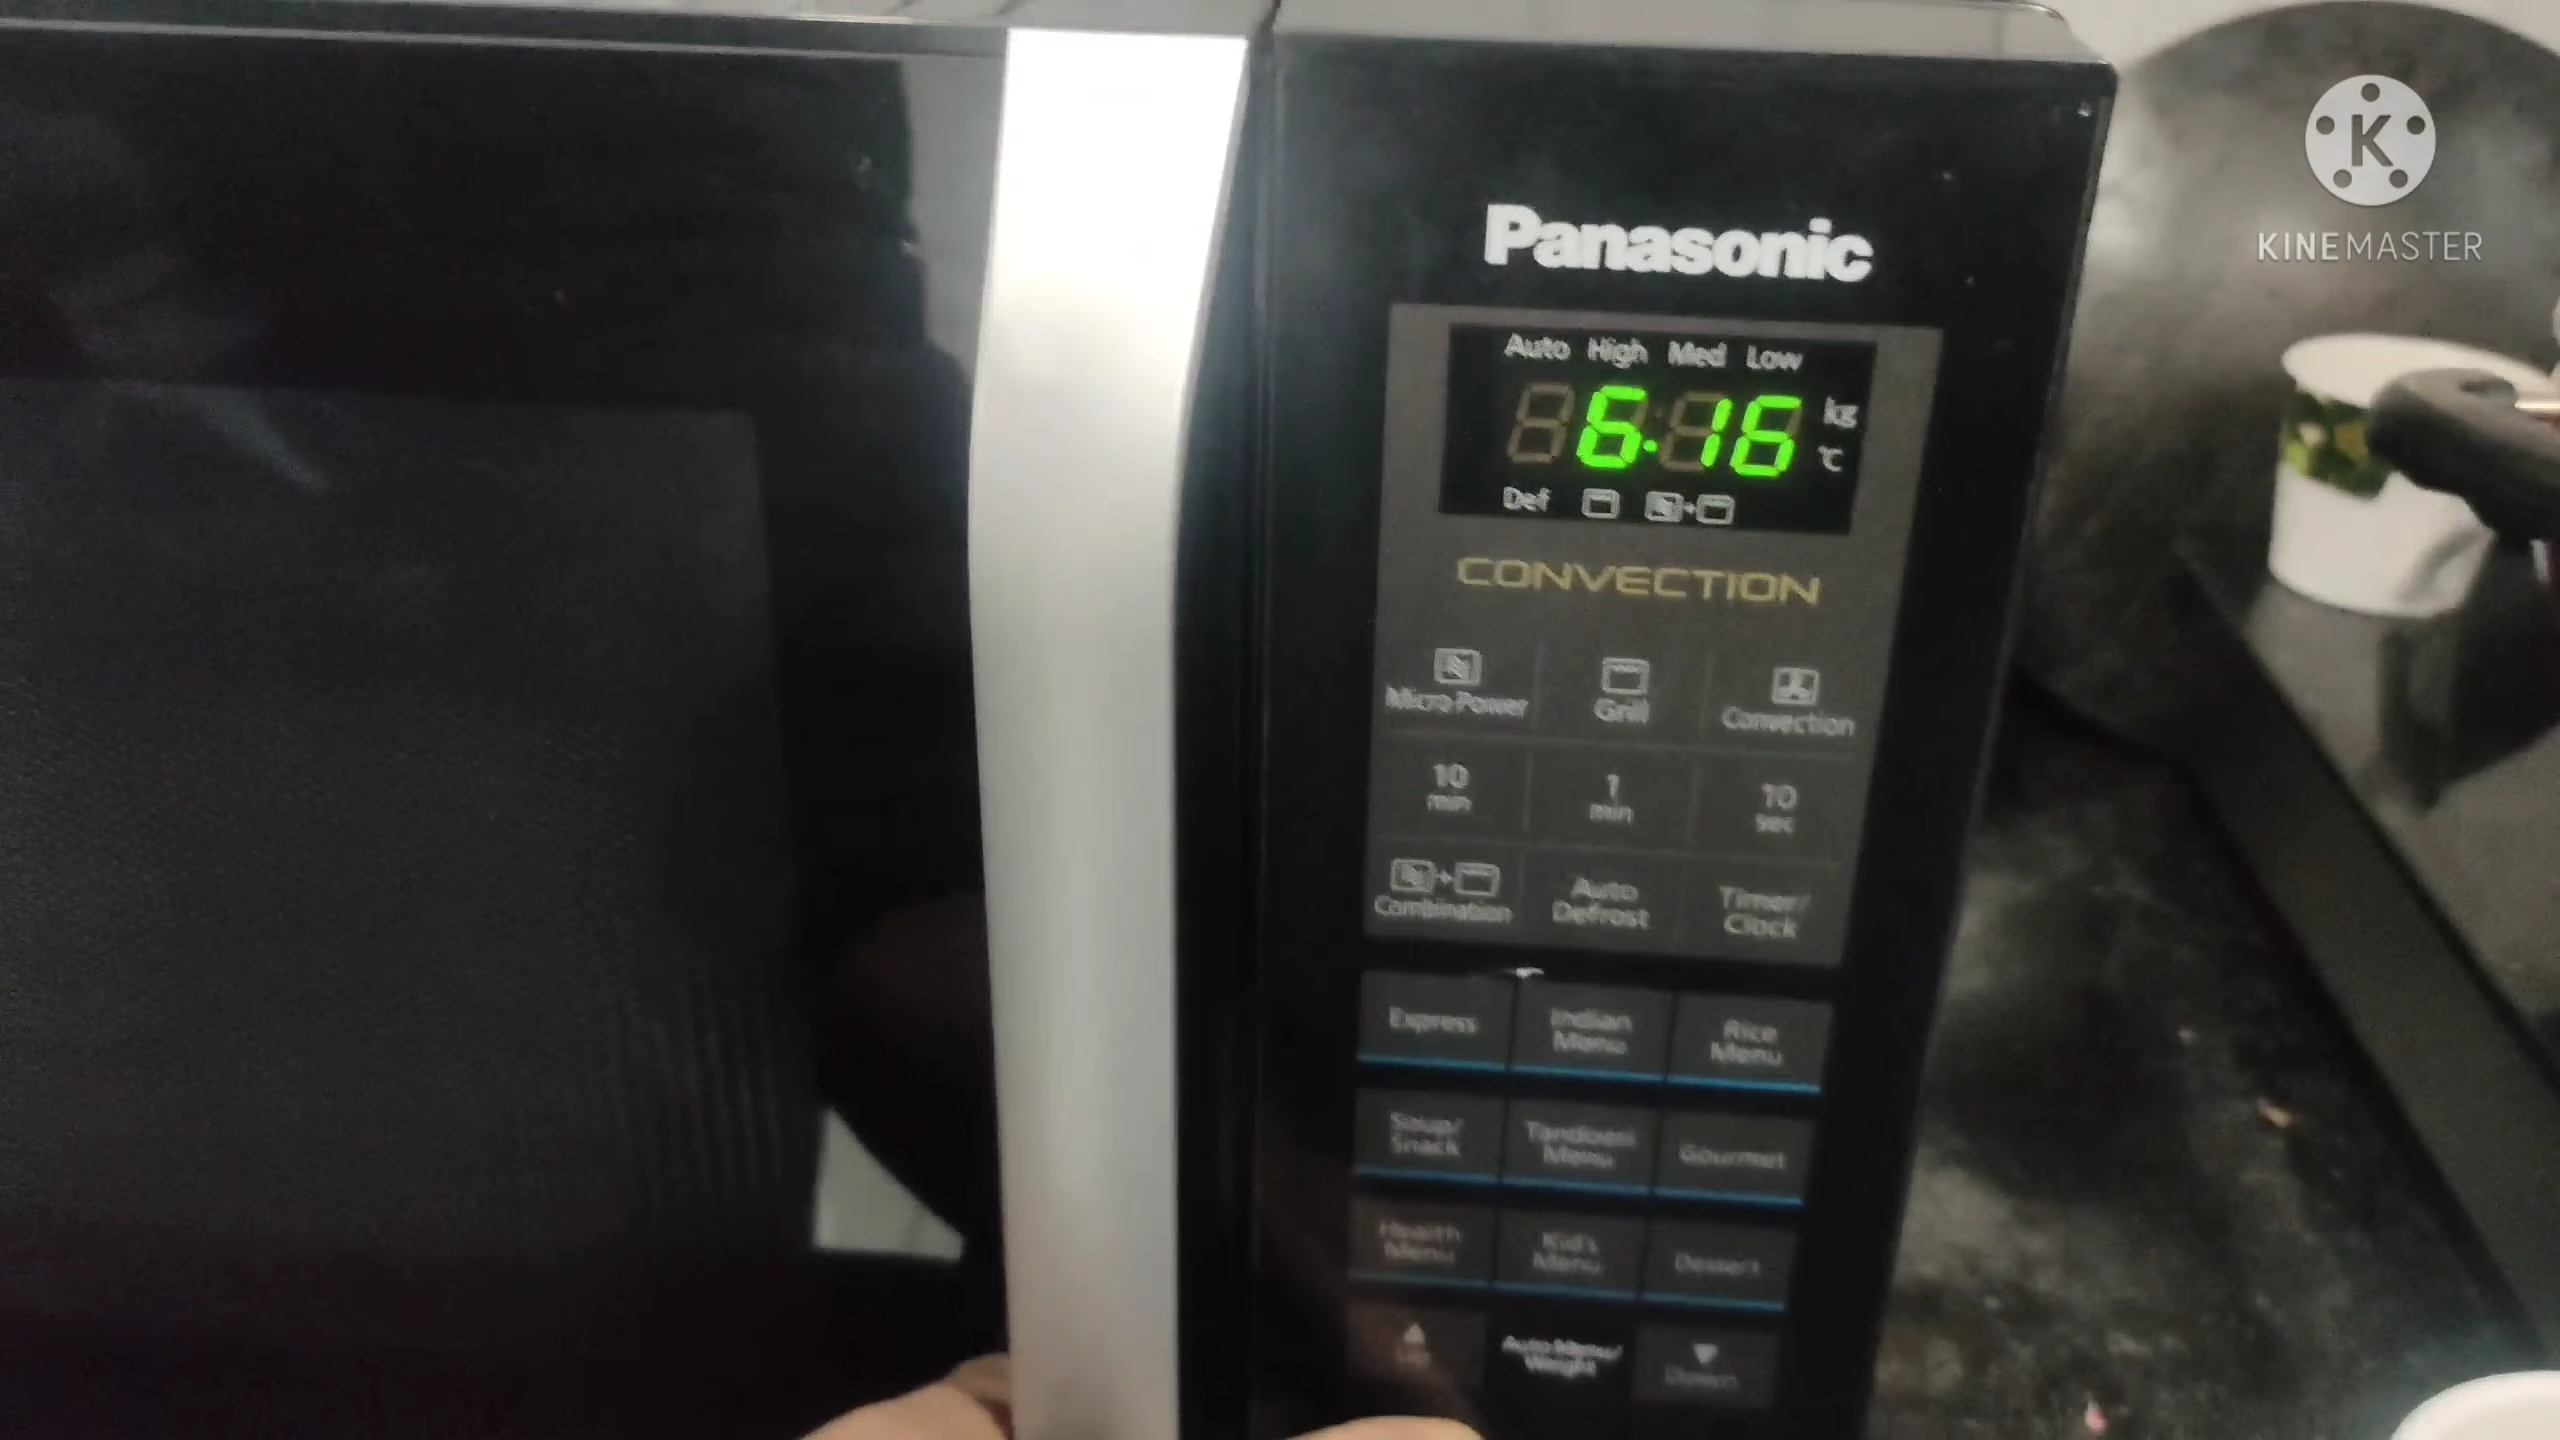 KINEMASTER
Panasonic
Auto High Med Low
6.16
kg
℃
Def
CONVECTION
Micro Power Grill Convection
10 min
1 min
10 sec
Combination
Auto Defrost
Timer/ Clock
Express
Indian Menu
Rice Menu
Soup/ Snack
Tandoori Menu
Gourmet
Health Menu
Kid's Menu
Dessert
Up
Auto Menu/ Weight
Down